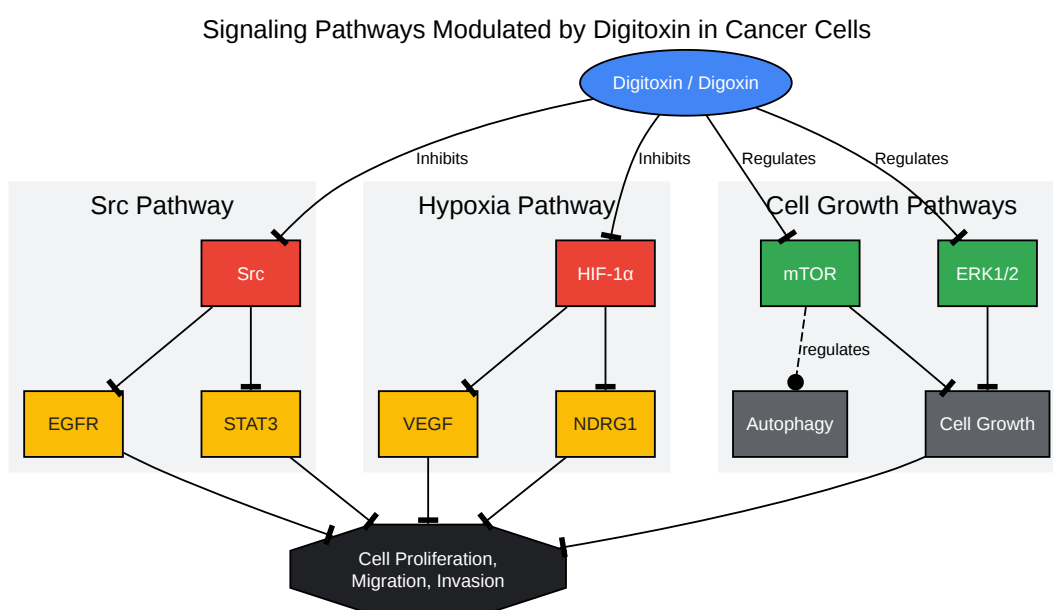 Signaling Pathways Modulated by Digitoxin in Cancer Cells
Digitoxin / Digoxin
Inhibits
Inhibits
Regulates
Regulates
Src Pathway
Hypoxia Pathway
Cell Growth Pathways
Src
HIF-1α
mTOR
ERK1/2
regulates
EGFR
STAT3
VEGF
NDRG1
Autophagy
Cell Growth
Cell Proliferation,
Migration, Invasion